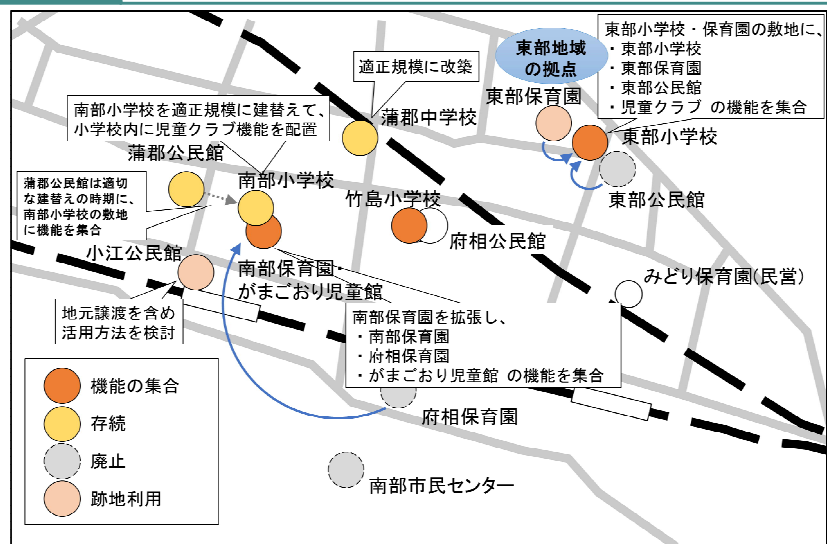 東部小学校・保育園の敷地に、
・東部小学校
・東部保育園
・東部公民館
・児童クラブ の機能を集合
東部地域
の拠点
適正規模に改築
東部保育園
南部小学校を適正規模に建替えて、
小学校内に児童クラブ機能を配置
蒲郡中学校
東部小学校
蒲郡公民館
南部小学校
竹島小学校
東部公民館
蒲郡公民館は適切
な建替えの時期に、
南部小学校の敷地
に機能を集合
府相公民館
小江公民館
南部保育園・
がまごおり児童館
みどり保育園(民営)
地元譲渡を含め
活用方法を検討
南部保育園を拡張し、
・南部保育園
・府相保育園
・がまごおり児童館 の機能を集合
機能の集合
存続
廃止
跡地利用
府相保育園
南部市民センター